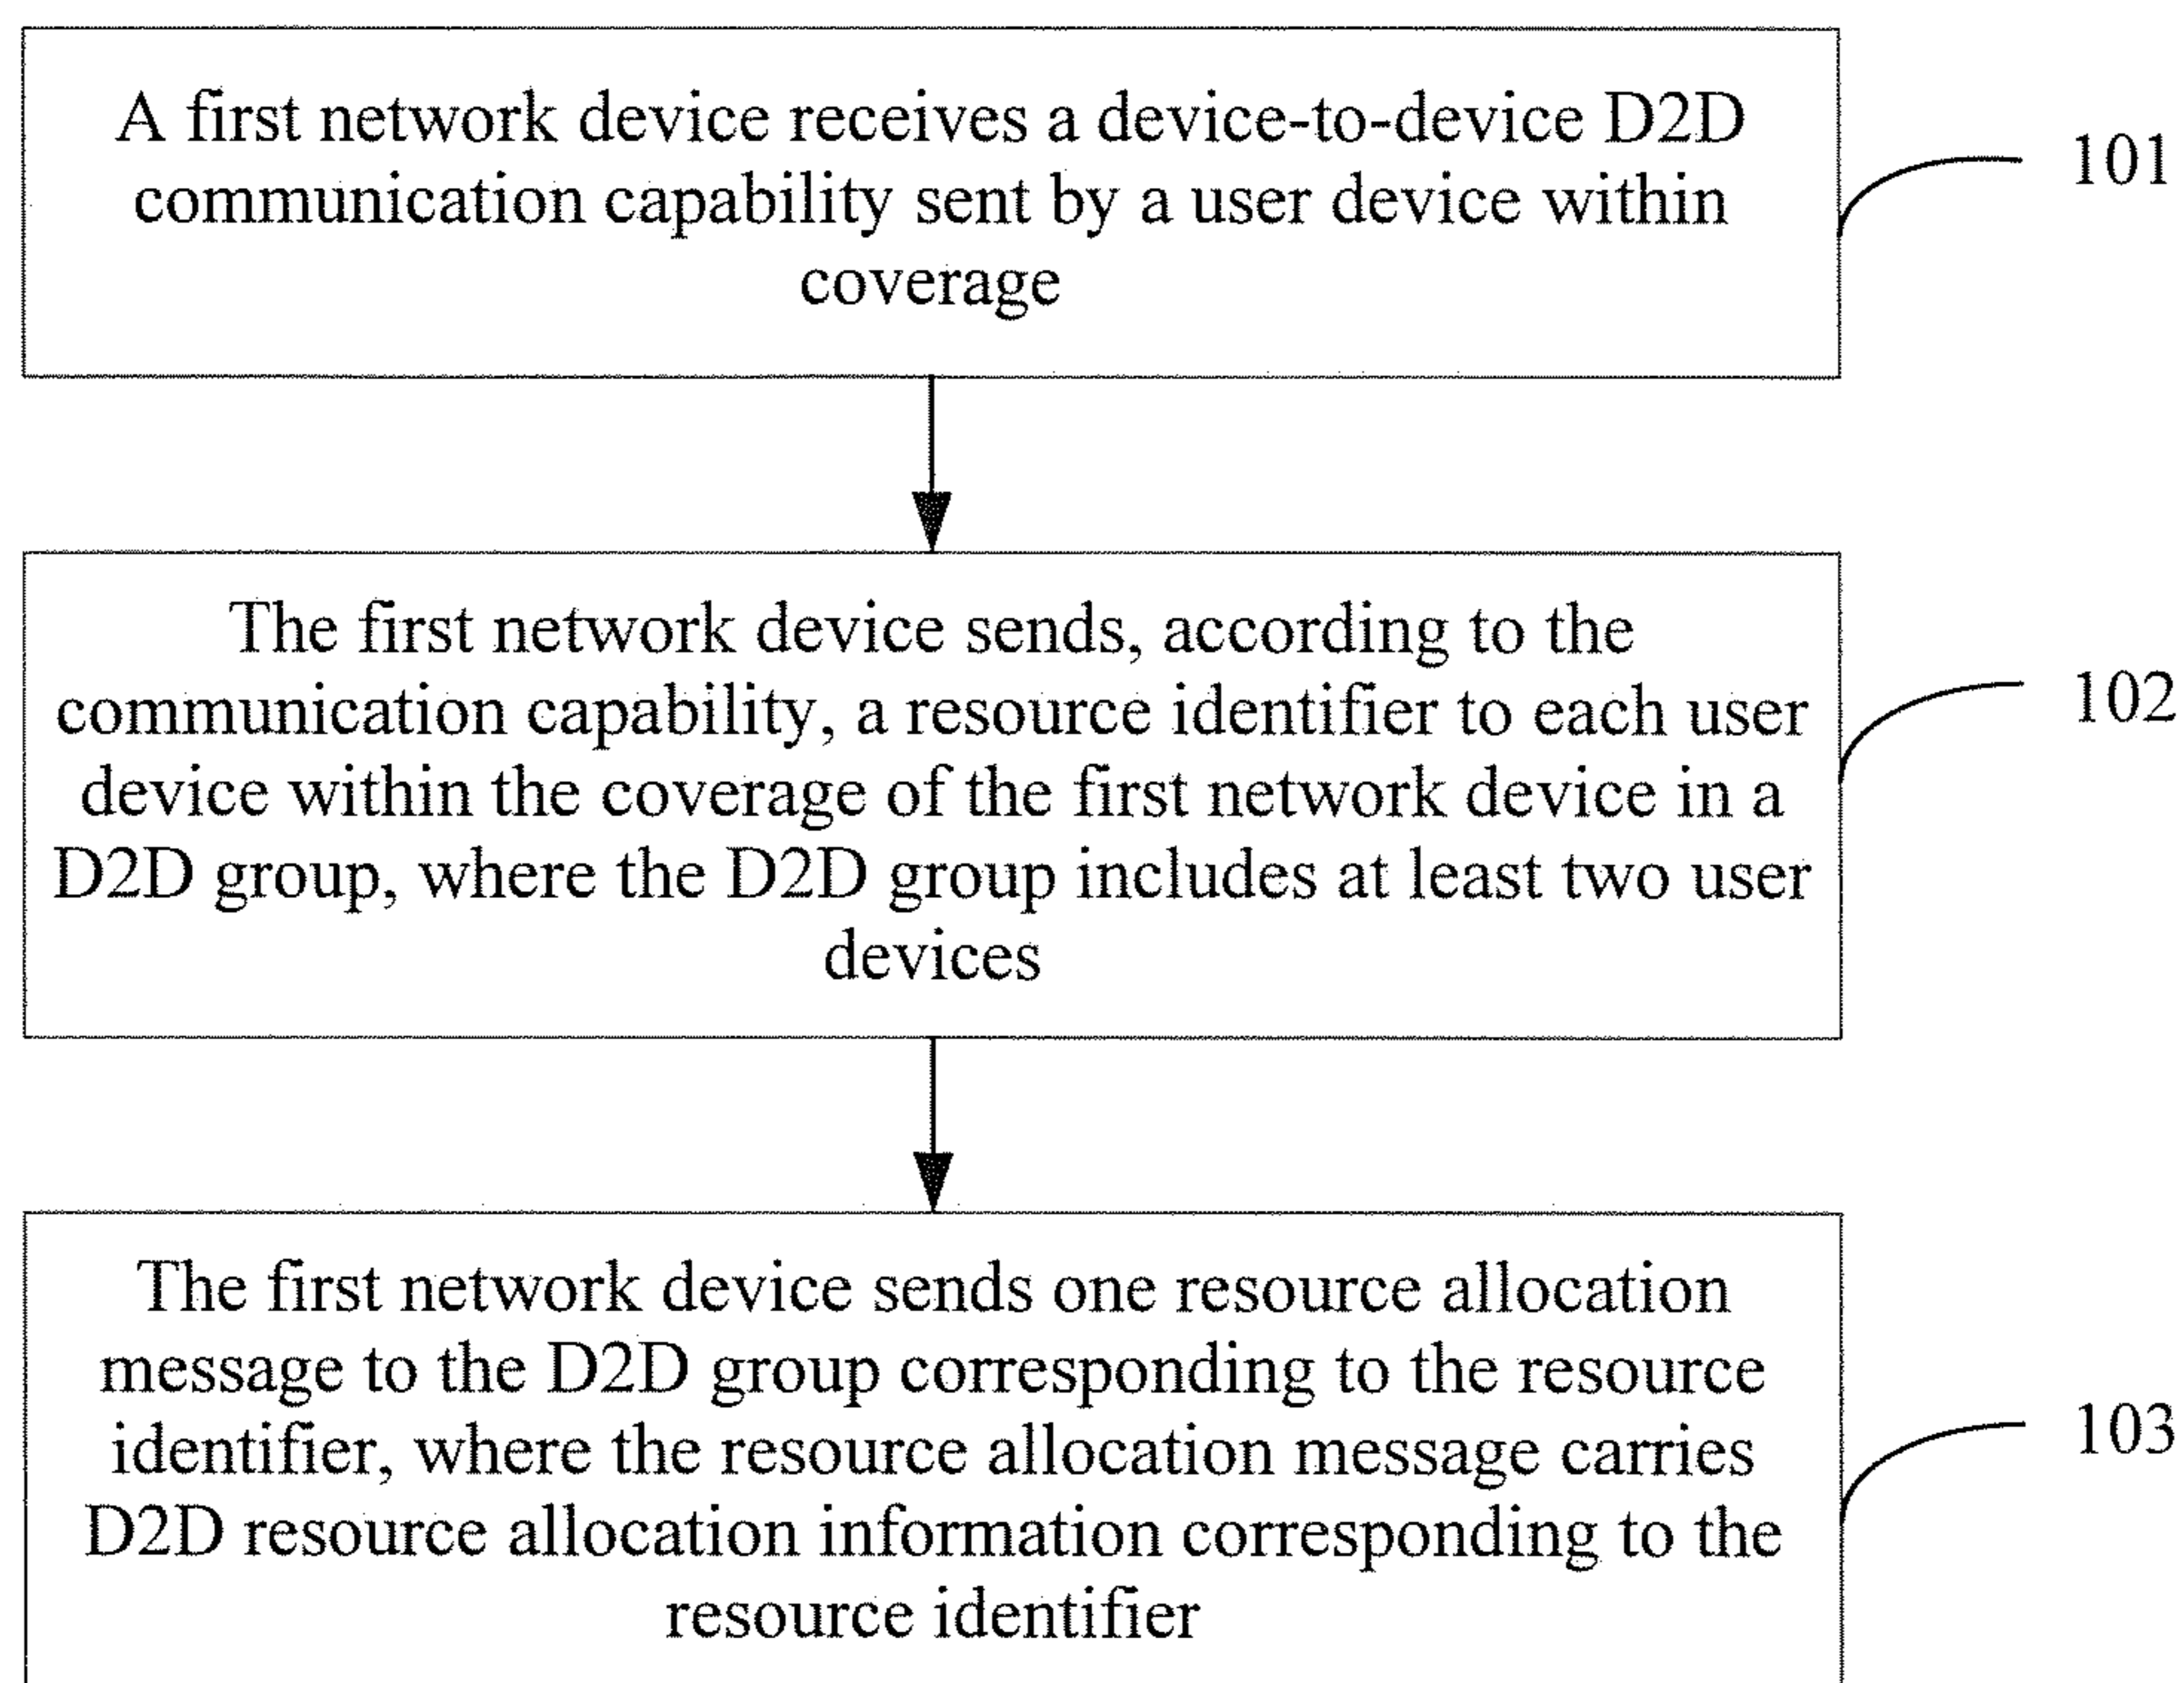 A first network device receives a device-to-device D2D
communication capability sent by a user device within
coverage
101
The first network device sends, according to the
communication capability, a resource identifier to each user
device within the coverage of the first network device in a
D2D group, where the D2D group includes at least two user
devices
102
The first network device sends one resource allocation
message to the D2D group corresponding to the resource
identifier, where the resource allocation message carries
D2D resource allocation information corresponding to the
resource identifier
103